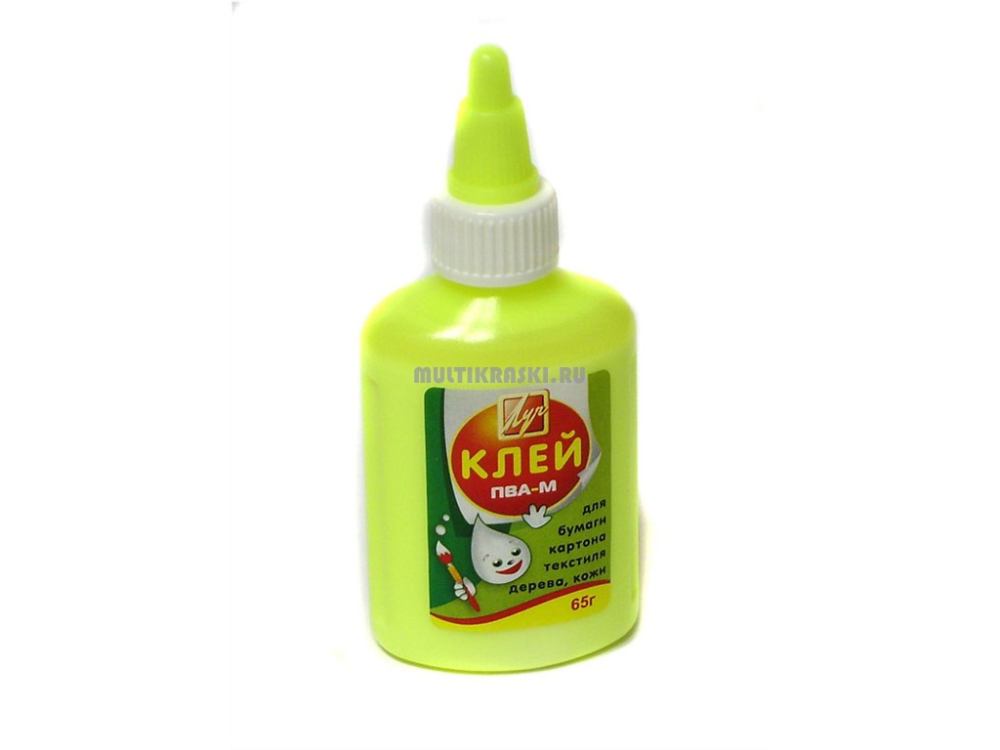 MULTIKRASKI.RU
Луч
КЛЕЙ
ПВА-М
для
бумаги
картона
текстиля
дерева, кожи
65г